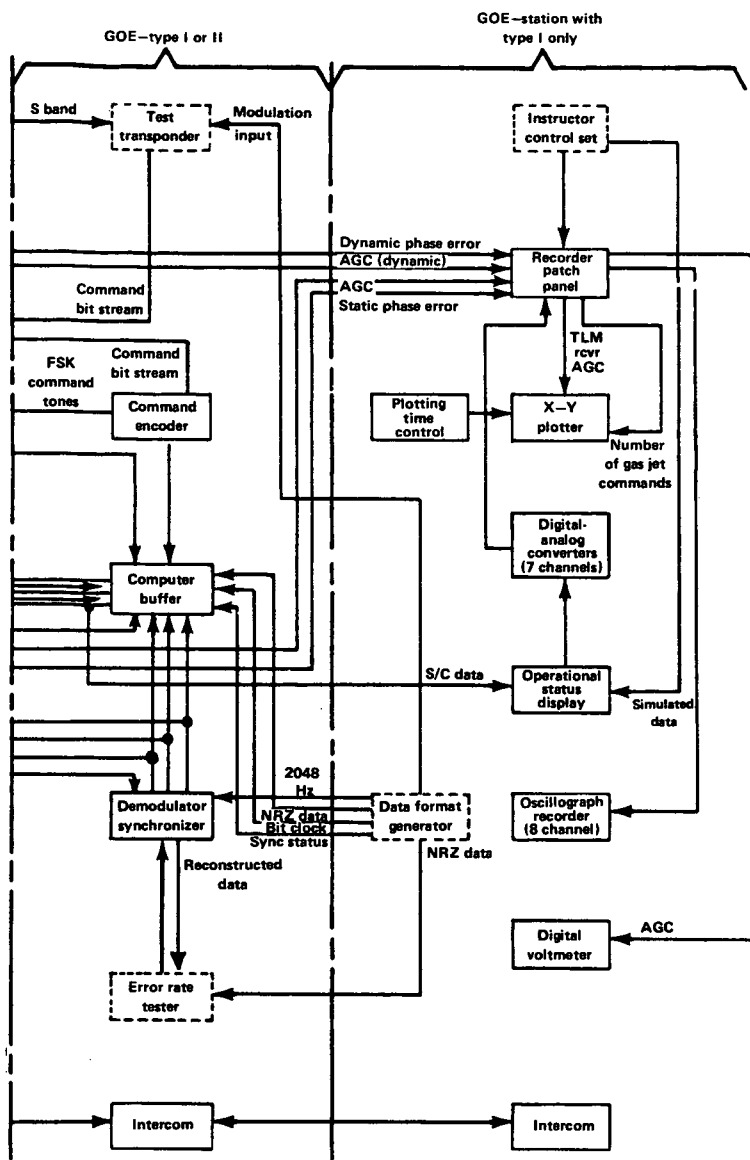 GOE—type I or II
GOE—station with
type I only
S band
Test
transponder
Modulation
input
Instructor
control set
Dynamic phase error
AGC (dynamic)
AGC
Static phase error
Recorder
patch
panel
Command
bit stream
FSK
command
tones
Command
bit stream
Command
encoder
TLM
rcvr
AGC
Plotting
time
control
X—Y
plotter
Number
of gas jet
commands
Digital-
analog
converters
(7 channels)
Computer
buffer
S/C data
Operational
status
display
Simulated
data
2048
Hz
NRZ data
Bit clock
Sync status
Demodulator
synchronizer
Data format
generator
NRZ data
Oscillograph
recorder
(8 channel)
Reconstructed
data
Digital
voltmeter
AGC
Error rate
tester
Intercom
Intercom